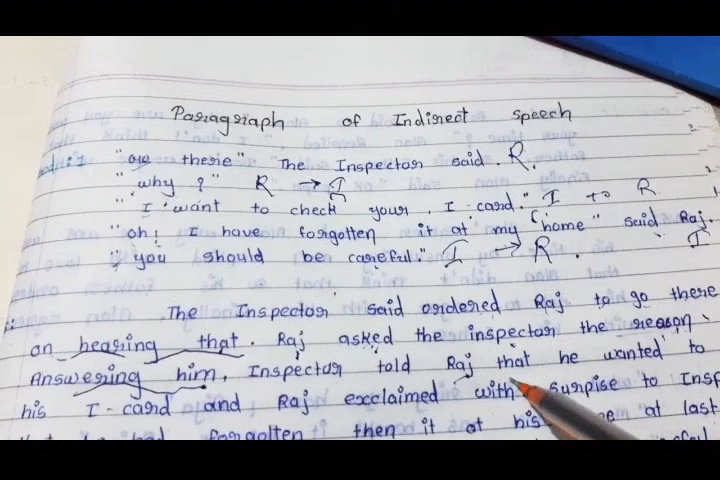 Paragraph of Indirect speech
"Go there" The Inspector said. R.
"why ?" R → I
"I want to check your I-card." I to R
"oh! I have forgotten it at my home" said Raj.
"you should be careful." I → R. I
The Inspector said ordered Raj to go there
on hearing that. Raj asked the inspector the reason
Answering him, Inspector told Raj that he wanted to
his I-card and Raj exclaimed with surpise to Insp
forgotten then it at his at last